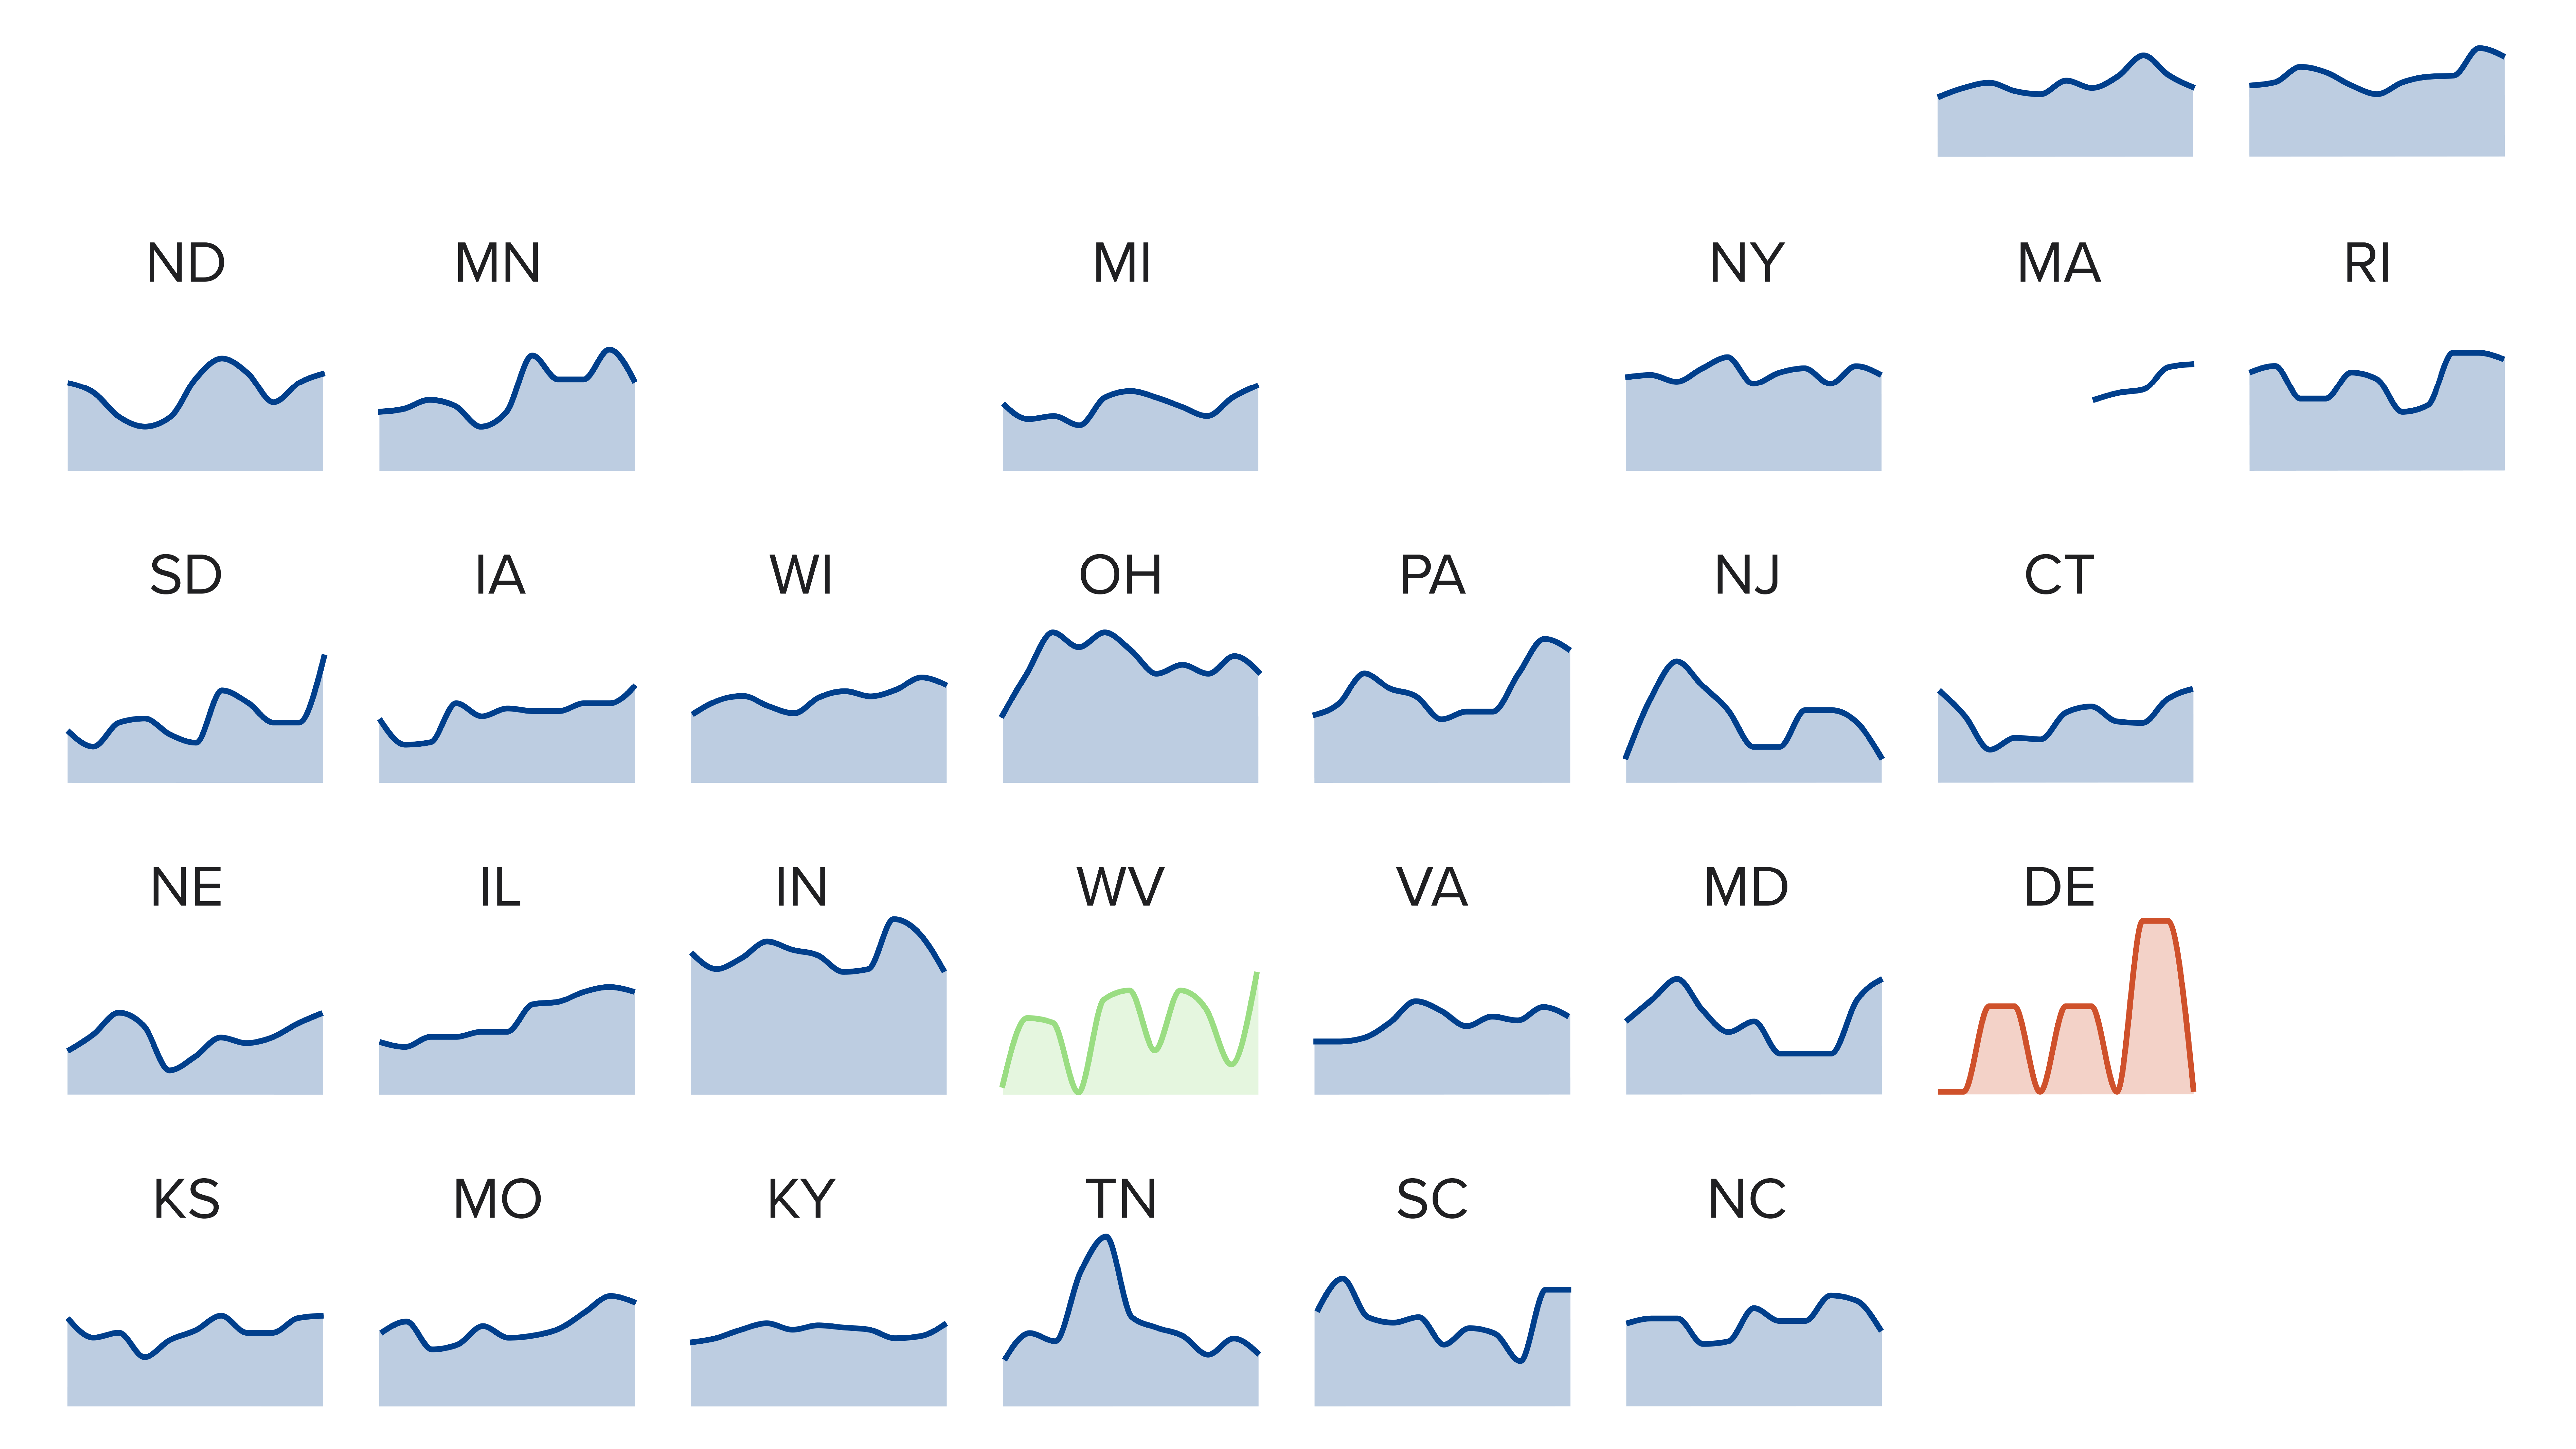 ND MN MI NY MA RI
SD IA WI OH PA NJ CT
NE IL IN WV VA MD DE
KS MO KY TN SC NC